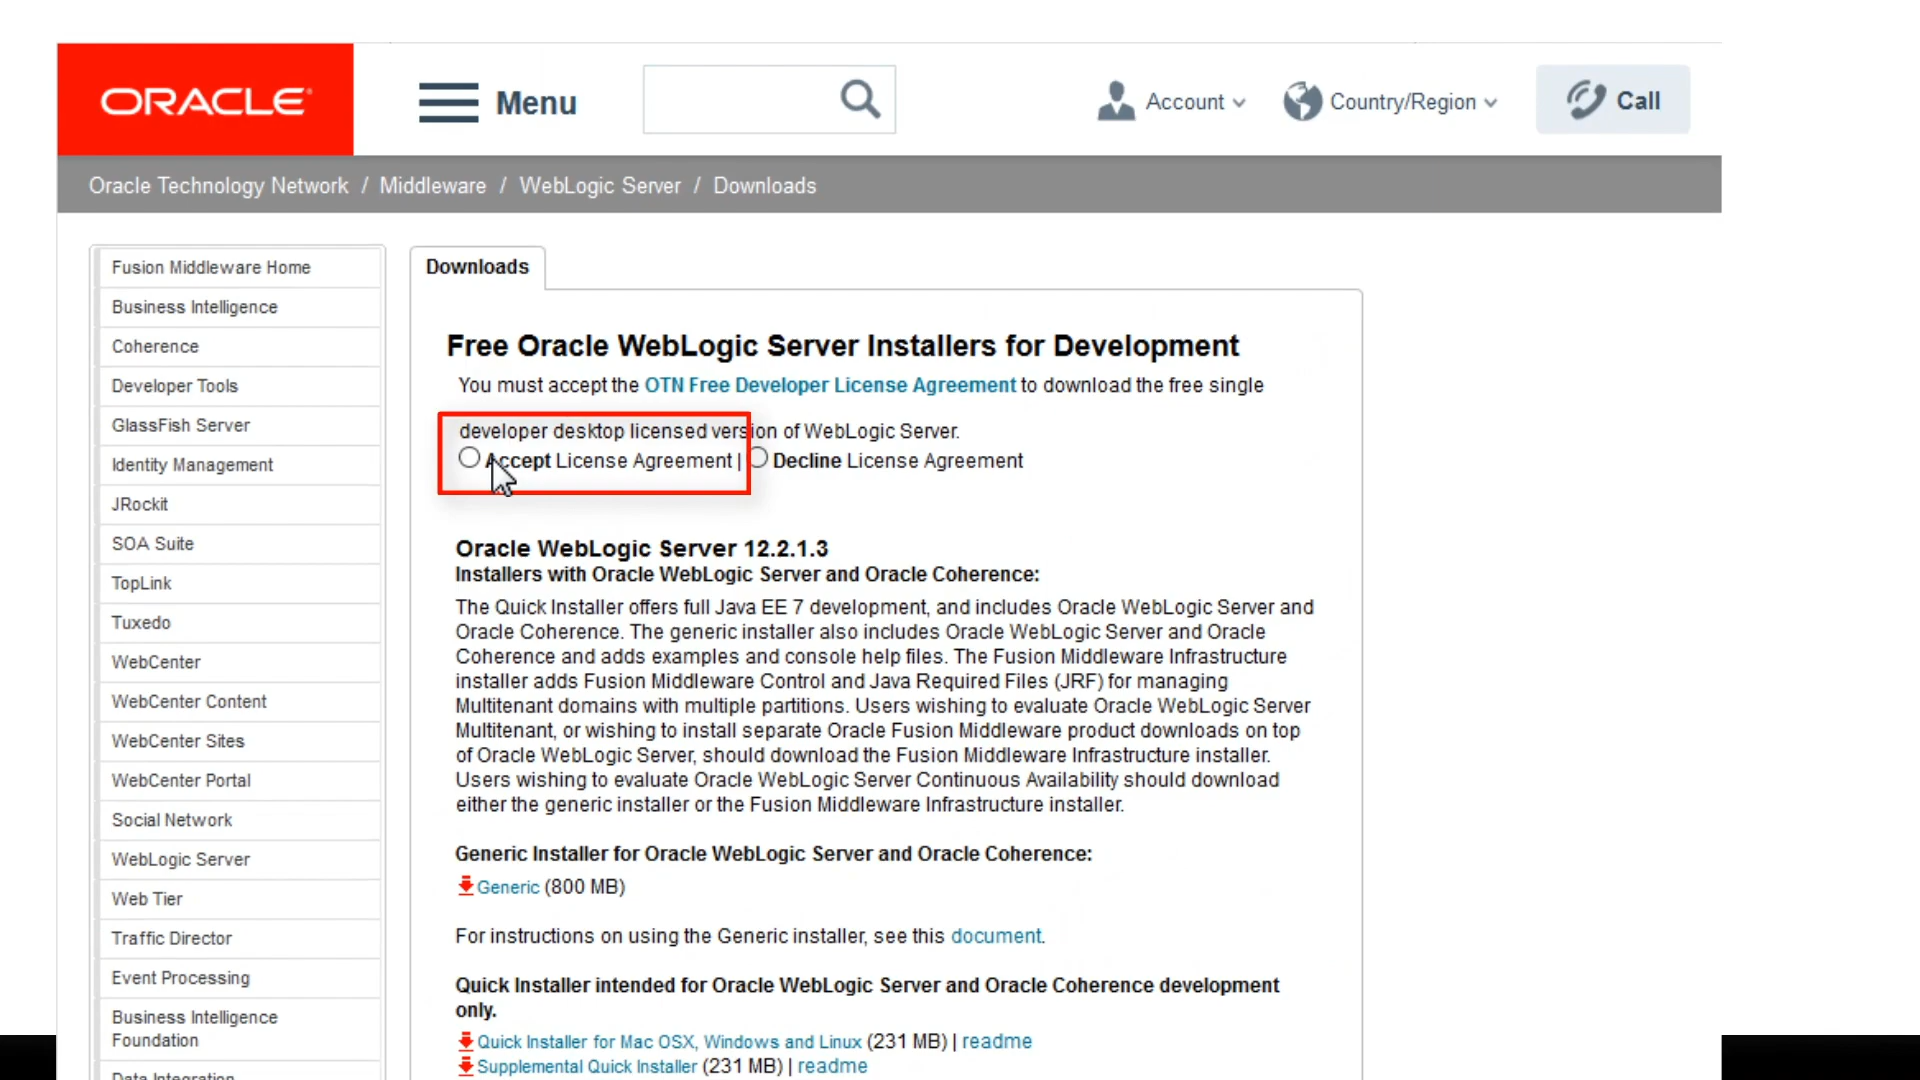 ORACLE
Menu
Account
Country/Region
Call
Oracle Technology Network / Middleware / WebLogic Server / Downloads
Fusion Middleware Home
Business Intelligence
Coherence
Developer Tools
GlassFish Server
Identity Management
JRockit
SOA Suite
TopLink
Tuxedo
WebCenter
WebCenter Content
WebCenter Sites
WebCenter Portal
Social Network
WebLogic Server
Web Tier
Traffic Director
Event Processing
Business Intelligence
Foundation
Data Integration
Downloads
Free Oracle WebLogic Server Installers for Development
You must accept the OTN Free Developer License Agreement to download the free single
developer desktop licensed version of WebLogic Server.
Accept License Agreement | Decline License Agreement
Oracle WebLogic Server 12.2.1.3
Installers with Oracle WebLogic Server and Oracle Coherence:
The Quick Installer offers full Java EE 7 development, and includes Oracle WebLogic Server and
Oracle Coherence. The generic installer also includes Oracle WebLogic Server and Oracle
Coherence and adds examples and console help files. The Fusion Middleware Infrastructure
installer adds Fusion Middleware Control and Java Required Files (JRF) for managing
Multitenant domains with multiple partitions. Users wishing to evaluate Oracle WebLogic Server
Multitenant, or wishing to install separate Oracle Fusion Middleware product downloads on top
of Oracle WebLogic Server, should download the Fusion Middleware Infrastructure installer.
Users wishing to evaluate Oracle WebLogic Server Continuous Availability should download
either the generic installer or the Fusion Middleware Infrastructure installer.
Generic Installer for Oracle WebLogic Server and Oracle Coherence:
Generic (800 MB)
For instructions on using the Generic installer, see this document.
Quick Installer intended for Oracle WebLogic Server and Oracle Coherence development
only.
Quick Installer for Mac OSX, Windows and Linux (231 MB) | readme
Supplemental Quick Installer (231 MB) | readme